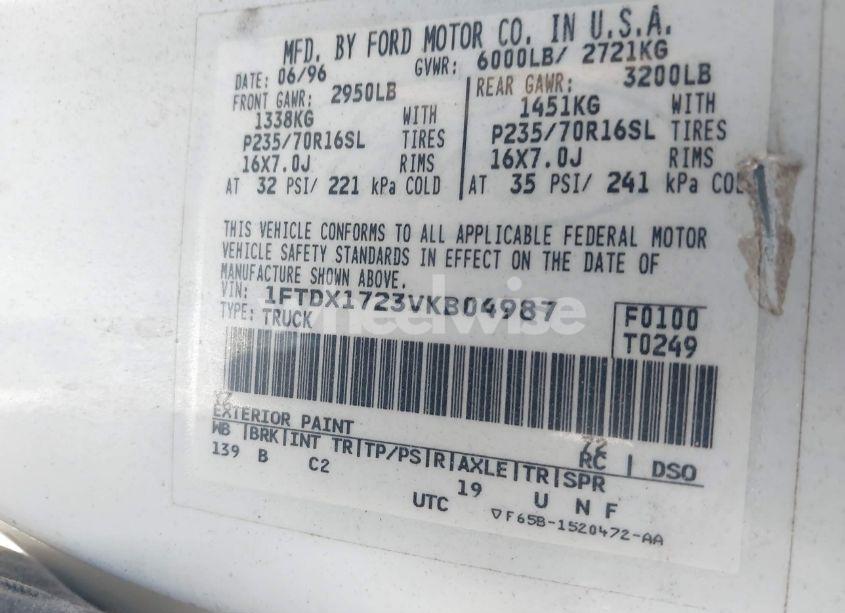 MFD. BY FORD MOTOR CO. IN U.S.A.
DATE: 06/96 GVWR: 6000LB/ 2721KG
FRONT GAWR: 2950LB REAR GAWR: 3200LB
1338KG WITH 1451KG WITH
P235/70R16SL TIRES P235/70R16SL TIRES
16X7.0J RIMS 16X7.0J RIMS
AT 32 PSI/ 221 kPa COLD AT 35 PSI/ 241 kPa COL
THIS VEHICLE CONFORMS TO ALL APPLICABLE FEDERAL MOTOR
VEHICLE SAFETY STANDARDS IN EFFECT ON THE DATE OF
MANUFACTURE SHOWN ABOVE.
VIN: 1FTDX1723VKB04987 F0100
TYPE: TRUCK T0249
wheelwise
EXTERIOR PAINT
WB |BRK|INT TR|TP/PS|R|AXLE|TR|SPR RC | DSO
139 B C2 19 U N F
UTC ▽F65B-1520472-AA